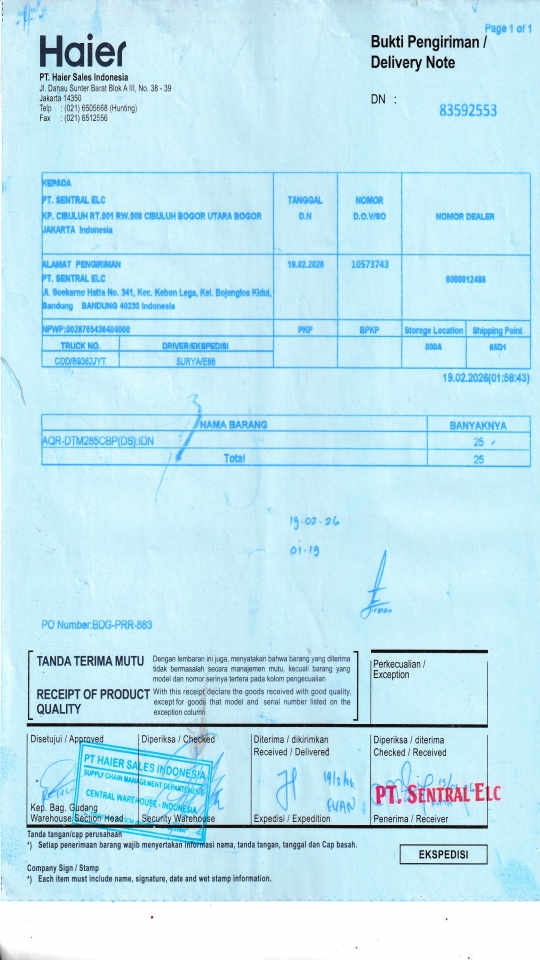 Page 1 of 1
Haier
Bukti Pengiriman /
Delivery Note
PT. Haier Sales Indonesia
Jl. Danau Sunter Barat Blok A III, No. 38 - 39
Jakarta 14350
Telp : (021) 6505668 (Hunting)
Fax : (021) 6512556
DN : 83592553
KEPADA
PT. SENTRAL ELC
KP. CIBULUH RT.001 RW.008 CIBULUH BOGOR UTARA BOGOR
JAKARTA Indonesia
TANGGAL
D.N
NOMOR
D.O.V/SO
NOMOR DEALER
ALAMAT PENGIRIMAN
PT. SENTRAL ELC
Jl. Soekarno Hatta No. 341, Kec. Kebon Lega, Kel. Bojongloa Kidul,
Bandung BANDUNG 40230 Indonesia
19.02.2026
10573743
6000612486
NPWP:0028765436404000
PKP
BPKP
Storege Location
Shipping Point
TRUCK NO.
DRIVER/EKSPEDISI
000A
65D1
CDD/B9362JYT
SURYA/E88
19.02.2026(01:58:43)
NAMA BARANG
BANYAKNYA
AQR-DTM285CBP(DS):IDN
25
Total
25
19-02-26
01.19
PO Number:BDG-PRR-883
TANDA TERIMA MUTU
Dengan lembaran ini juga, menyatakan bahwa barang yang diterima
tidak bermasalah secara manajemen mutu, kecuali barang yang
model dan nomor serinya tertera pada kolom pengecualian
RECEIPT OF PRODUCT
QUALITY
With this receipt declare the goods received with good quality,
except for goods that model and serial number listed on the
exception column
Perkecualian /
Exception
Disetujui / Approved
Diperiksa / Checked
Diterima / dikirimkan
Received / Delivered
Diperiksa / diterima
Checked / Received
PT HAIER SALES INDONESIA
SUPPLY CHAIN MANAGEMENT DEPARTEMENT
CENTRAL WAREHOUSE - INDONESIA
EVAN
PT. SENTRAL ELC
Kep. Bag. Gudang
Warehouse Section Head
Security Warehouse
Expedisi / Expedition
Penerima / Receiver
Tanda tangan/cap perusahaan
*) Setiap penerimaan barang wajib menyertakan informasi nama, tanda tangan, tanggal dan Cap basah.
EKSPEDISI
Company Sign / Stamp
*) Each item must include name, signature, date and wet stamp information.